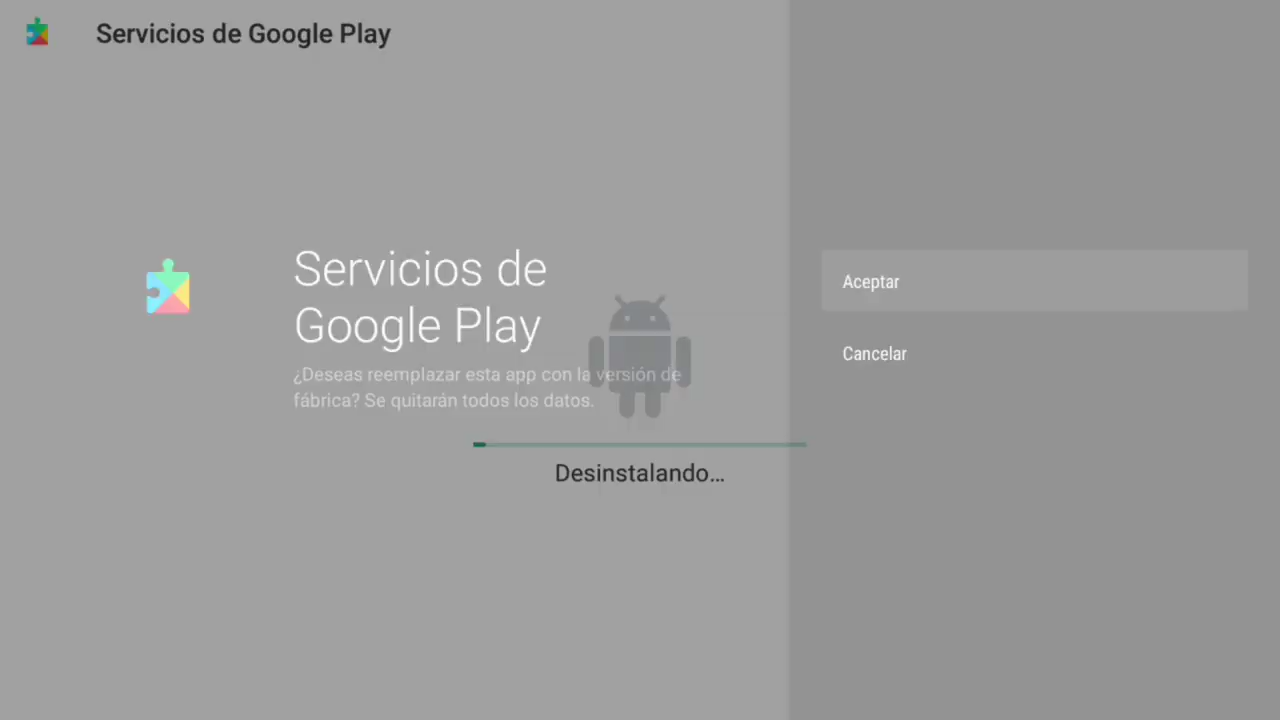 Servicios de Google Play
Servicios de
Google Play
¿Deseas reemplazar esta app con la versión de
fábrica? Se quitarán todos los datos.
Desinstalando…
Aceptar
Cancelar